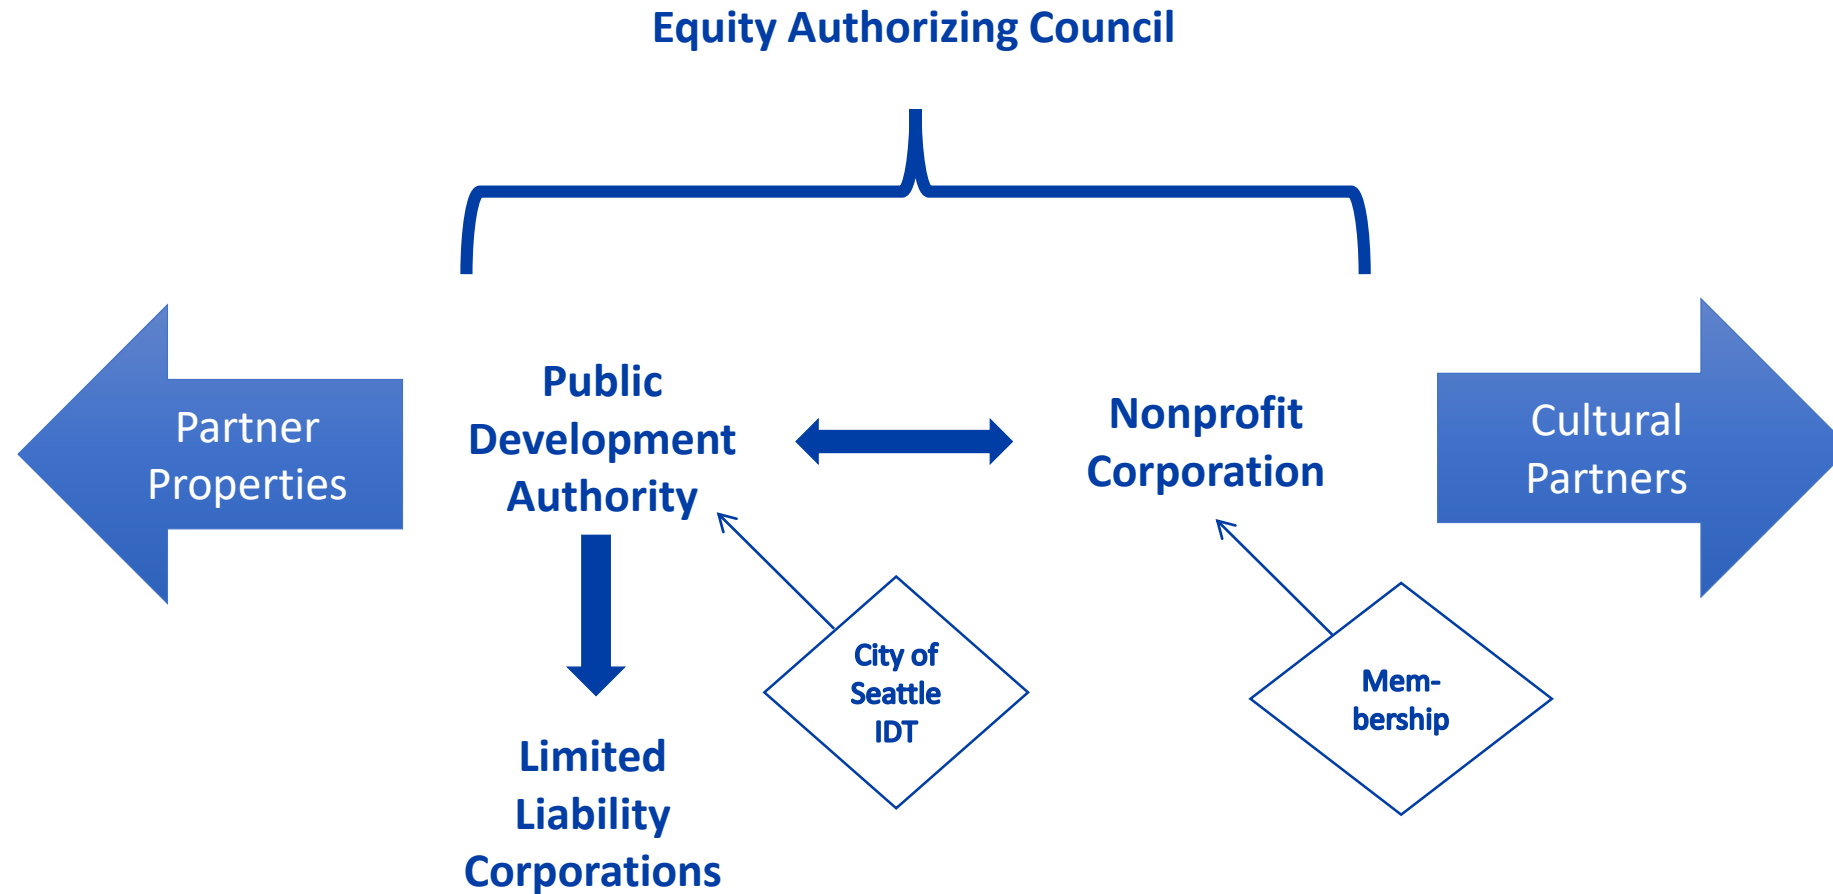 Equity Authorizing Council
Partner
Properties
Public
Development
Authority
Nonprofit
Corporation
Cultural
Partners
City of
Seattle
IDT
Mem-
bership
Limited
Liability
Corporations